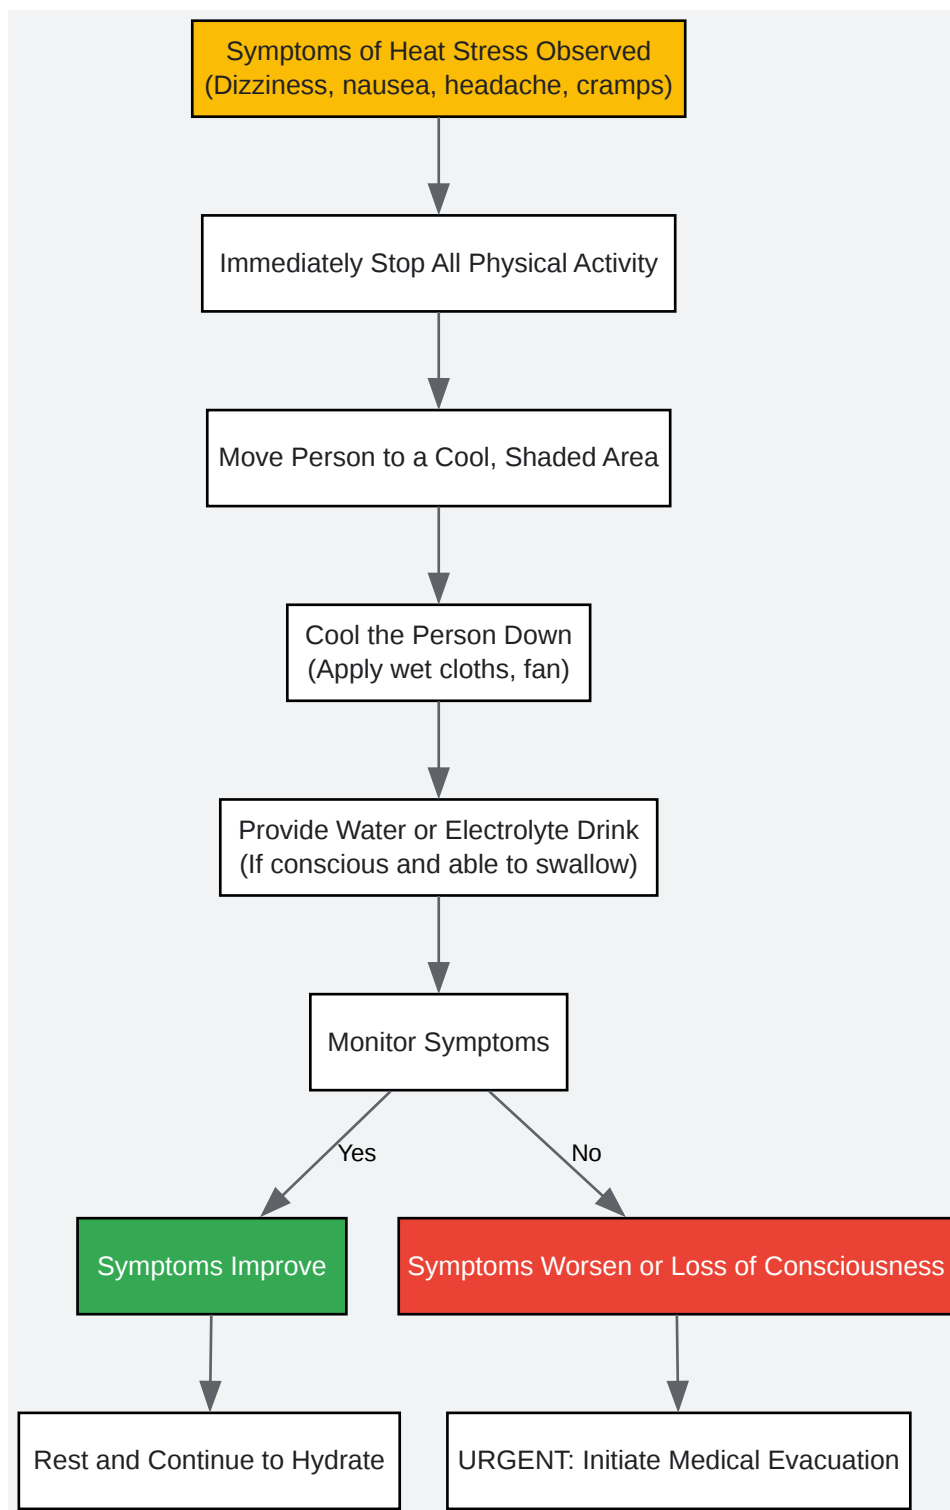 Symptoms of Heat Stress Observed
(Dizziness, nausea, headache, cramps)
Immediately Stop All Physical Activity
Move Person to a Cool, Shaded Area
Cool the Person Down
(Apply wet cloths, fan)
Provide Water or Electrolyte Drink
(If conscious and able to swallow)
Monitor Symptoms
Yes
No
Symptoms Improve
Symptoms Worsen or Loss of Consciousness
Rest and Continue to Hydrate
URGENT: Initiate Medical Evacuation